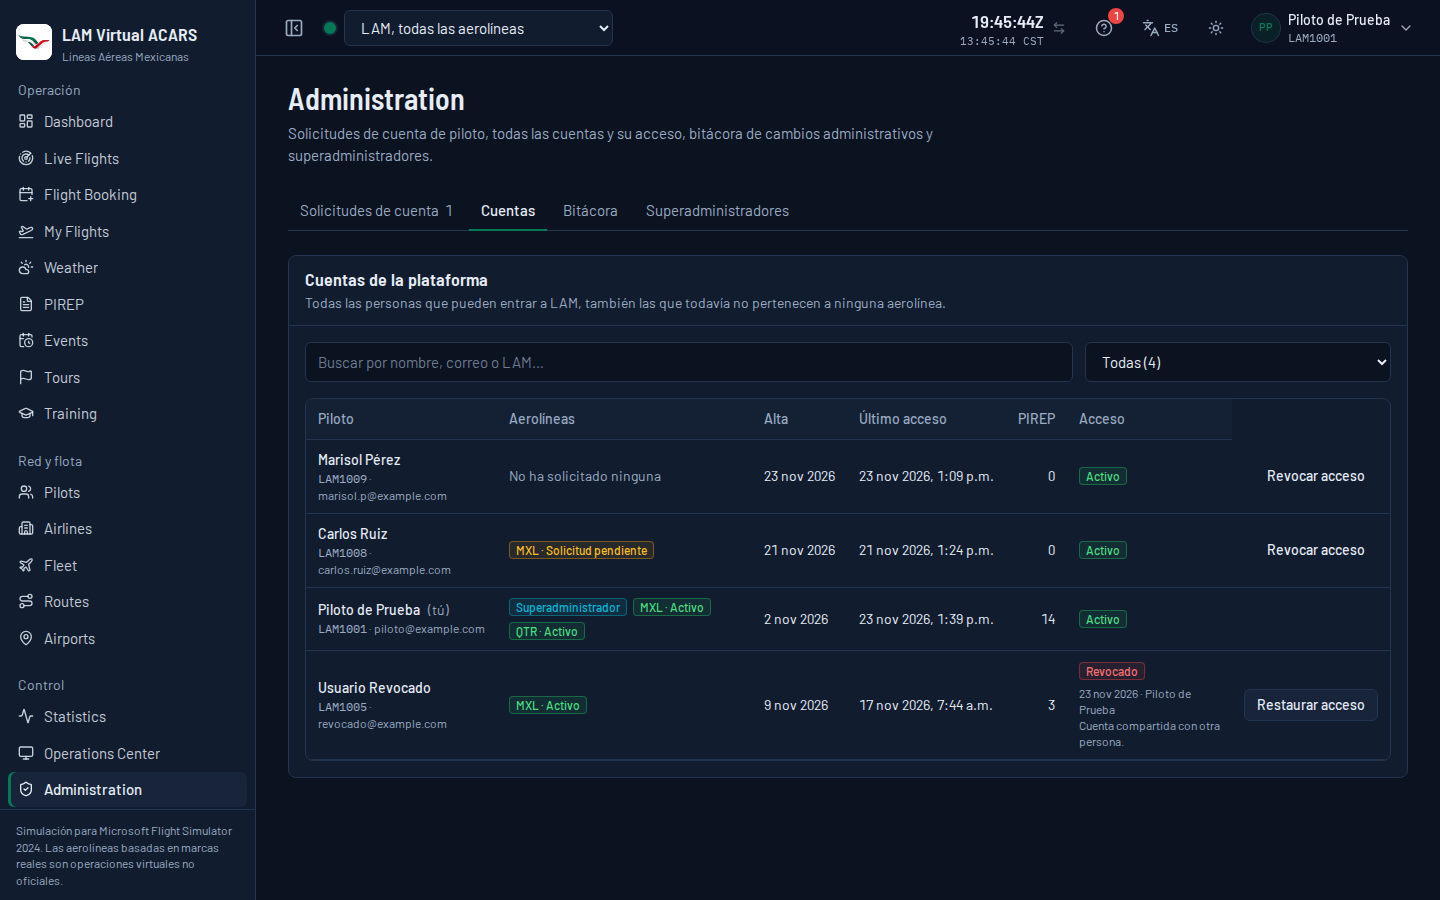 LAM Virtual ACARS
Líneas Aéreas Mexicanas
Operación
Dashboard
Live Flights
Flight Booking
My Flights
Weather
PIREP
Events
Tours
Training
Red y flota
Pilots
Airlines
Fleet
Routes
Airports
Control
Statistics
Operations Center
Administration
Simulación para Microsoft Flight Simulator
2024. Las aerolíneas basadas en marcas
reales son operaciones virtuales no
oficiales.
LAM, todas las aerolíneas
19:45:44Z
13:45:44 CST
1
ES
PP
Piloto de Prueba
LAM1001
Administration
Solicitudes de cuenta de piloto, todas las cuentas y su acceso, bitácora de cambios administrativos y
superadministradores.
Solicitudes de cuenta 1 Cuentas Bitácora Superadministradores
Cuentas de la plataforma
Todas las personas que pueden entrar a LAM, también las que todavía no pertenecen a ninguna aerolínea.
Buscar por nombre, correo o LAM...
Todas (4)
Piloto Aerolíneas Alta Último acceso PIREP Acceso
Marisol Pérez
LAM1009 ·
marisol.p@example.com
No ha solicitado ninguna
23 nov 2026
23 nov 2026, 1:09 p.m.
0
Activo
Revocar acceso
Carlos Ruiz
LAM1008 ·
carlos.ruiz@example.com
MXL · Solicitud pendiente
21 nov 2026
21 nov 2026, 1:24 p.m.
0
Activo
Revocar acceso
Piloto de Prueba (tú)
LAM1001 · piloto@example.com
Superadministrador MXL · Activo
QTR · Activo
2 nov 2026
23 nov 2026, 1:39 p.m.
14
Activo
Usuario Revocado
LAM1005 ·
revocado@example.com
MXL · Activo
9 nov 2026
17 nov 2026, 7:44 a.m.
3
Revocado
23 nov 2026 · Piloto de
Prueba
Cuenta compartida con otra
persona.
Restaurar acceso